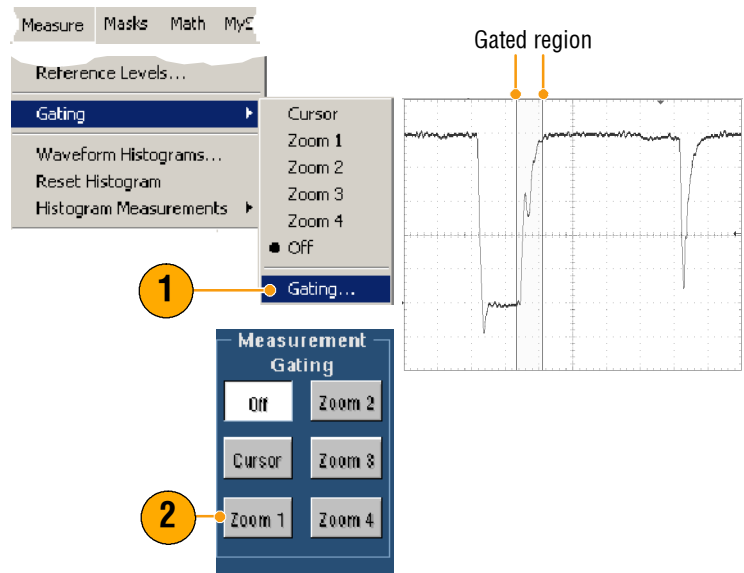 Measure Masks Math
Reference Levels...
Gating
Waveform Histograms...
Reset Histogram
Histogram Measurements
Cursor
Zoom 1
Zoom 2
Zoom 3
Zoom 4
Off
Gating...
1
Gated region
Measurement
Gating
Off Zoom 2
Cursor Zoom 3
Zoom 1 Zoom 4
2